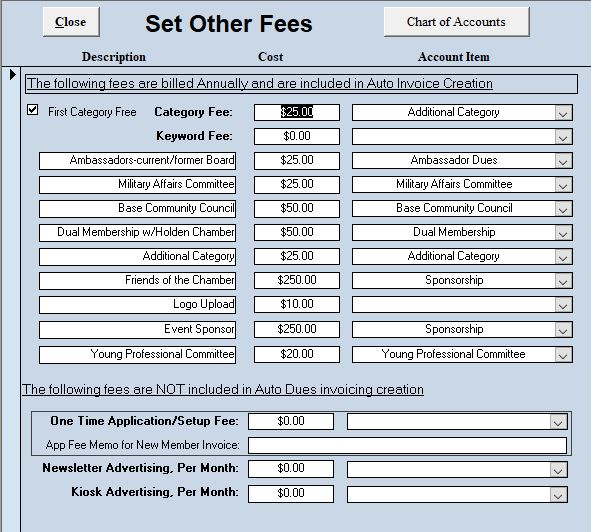 Close
Set Other Fees
Chart of Accounts
Description Cost Account Item
The following fees are billed Annually and are included in Auto Invoice Creation
First Category Free Category Fee: $25.00 Additional Category
Keyword Fee: $0.00
Ambassadors-current/former Board $25.00 Ambassador Dues
Military Affairs Committee $25.00 Military Affairs Committee
Base Community Council $50.00 Base Community Council
Dual Membership w/Holden Chamber $50.00 Dual Membership
Additional Category $25.00 Additional Category
Friends of the Chamber $250.00 Sponsorship
Logo Upload $10.00
Event Sponsor $250.00 Sponsorship
Young Professional Committee $20.00 Young Professional Committee
The following fees are NOT included in Auto Dues invoicing creation
One Time Application/Setup Fee: $0.00
App Fee Memo for New Member Invoice:
Newsletter Advertising, Per Month: $0.00
Kiosk Advertising, Per Month: $0.00